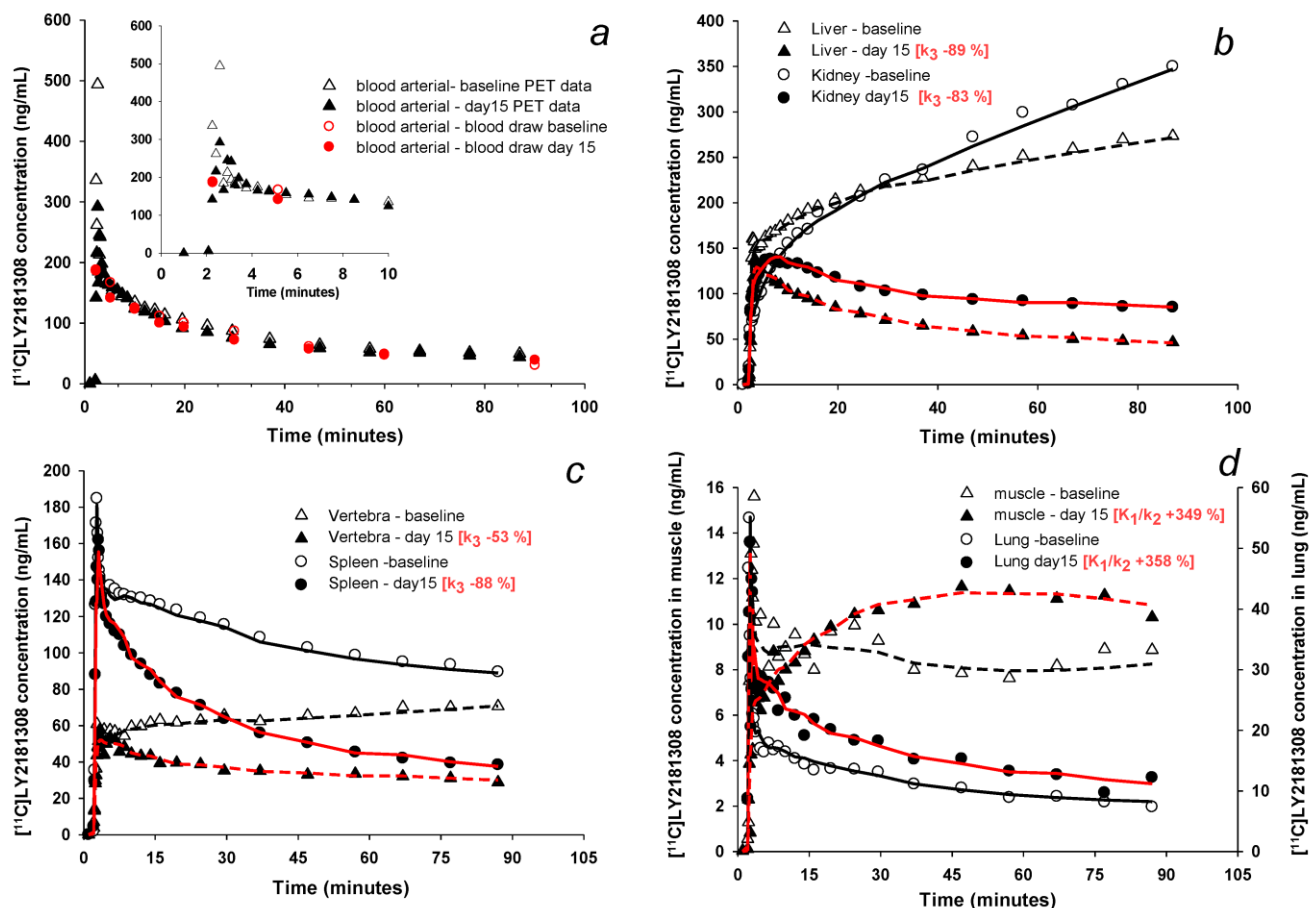 a
[¹¹C]LY2181308 concentration (ng/mL)
600
500
400
300
200
100
0
0 20 40 60 80 100
Time (minutes)
600
500
400
300
200
100
0
0 2 4 6 8 10
Time (minutes)
blood arterial- baseline PET data
blood arterial - day15 PET data
blood arterial - blood draw baseline
blood arterial - blood draw day 15
b
[¹¹C]LY2181308 concentration (ng/mL)
400
350
300
250
200
150
100
50
0
0 20 40 60 80 100
Time (minutes)
Liver - baseline
Liver - day 15 [k₃ -89 %]
Kidney -baseline
Kidney day15 [k₃ -83 %]
c
[¹¹C]LY2181308 concentration (ng/mL)
200
180
160
140
120
100
80
60
40
20
0
0 15 30 45 60 75 90 105
Time (minutes)
Vertebra - baseline
Vertebra - day 15 [k₃ -53 %]
Spleen -baseline
Spleen -day15 [k₃ -88 %]
d
[¹¹C]LY2181308 concentration in muscle (ng/mL)
16
14
12
10
8
6
4
2
0
0 15 30 45 60 75 90 105
Time (minutes)
muscle - baseline
muscle - day 15 [K₁/k₂ +349 %]
Lung -baseline
Lung day15 [K₁/k₂ +358 %]
60
50
40
30
20
10
0
[¹¹C]LY2181308 concentration in lung (ng/mL)